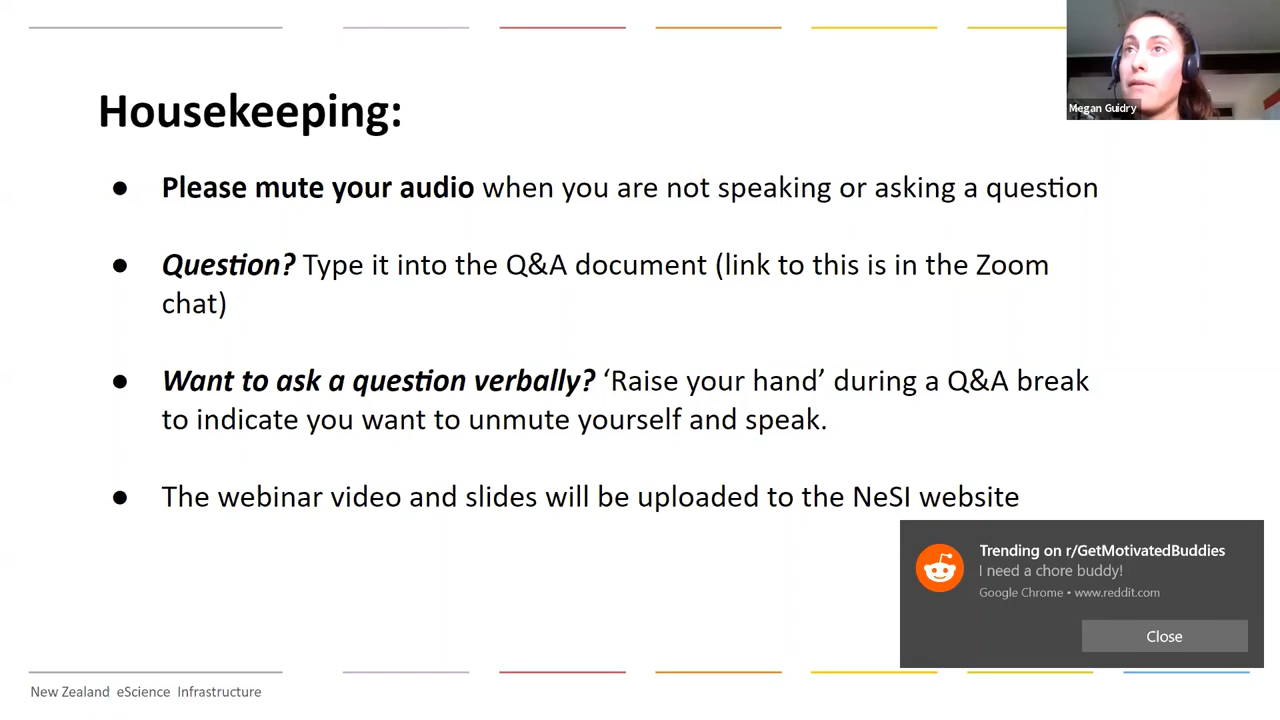 Megan Guidry
Housekeeping:
● Please mute your audio when you are not speaking or asking a question
● Question? Type it into the Q&A document (link to this is in the Zoom
chat)
● Want to ask a question verbally? ‘Raise your hand’ during a Q&A break
to indicate you want to unmute yourself and speak.
● The webinar video and slides will be uploaded to the NeSI website
Trending on r/GetMotivatedBuddies
I need a chore buddy!
Google Chrome • www.reddit.com
Close
New Zealand eScience Infrastructure